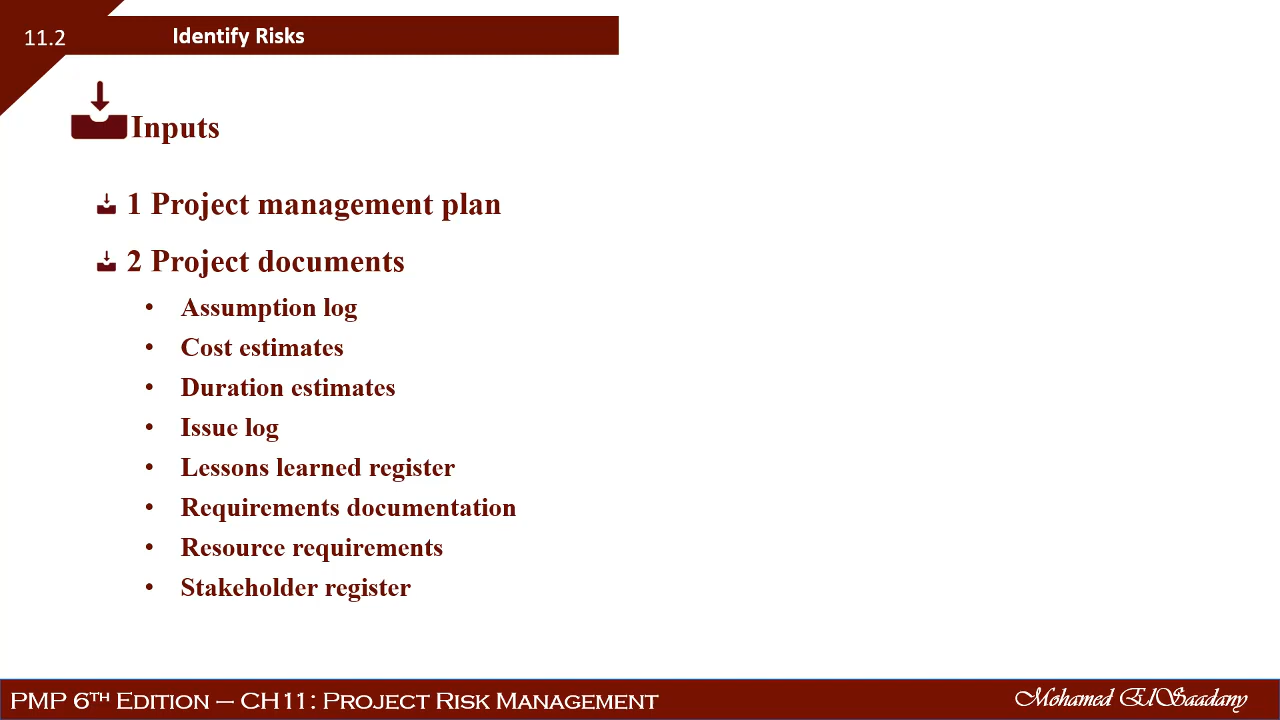 11.2
Identify Risks
Inputs
1 Project management plan
2 Project documents
• Assumption log
• Cost estimates
• Duration estimates
• Issue log
• Lessons learned register
• Requirements documentation
• Resource requirements
• Stakeholder register
PMP 6TH Edition – CH11: Project Risk Management
Mohamed ElSaadany